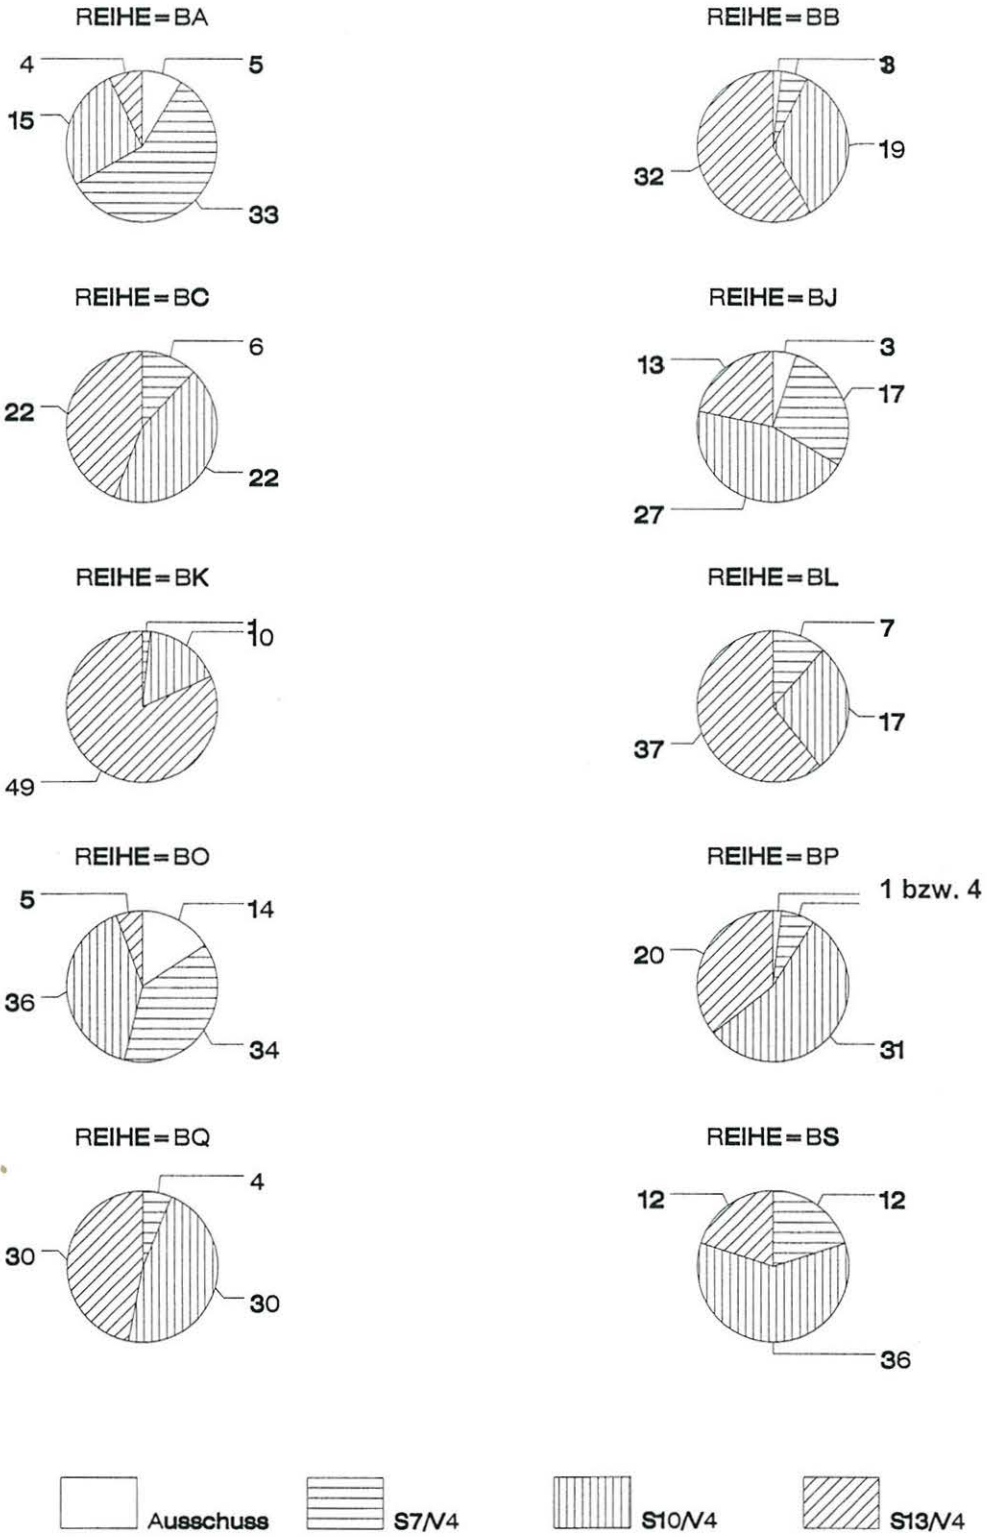 REIHE=BA
REIHE=BB
4
5
15
33
3
19
32
REIHE=BC
REIHE=BJ
6
22
22
13
3
17
27
REIHE=BK
REIHE=BL
1
10
49
7
17
37
REIHE=BO
REIHE=BP
5
14
36
34
1 bzw. 4
20
31
REIHE=BQ
REIHE=BS
4
30
30
12
12
36
Ausschuss
S7/V4
S10/V4
S13/V4